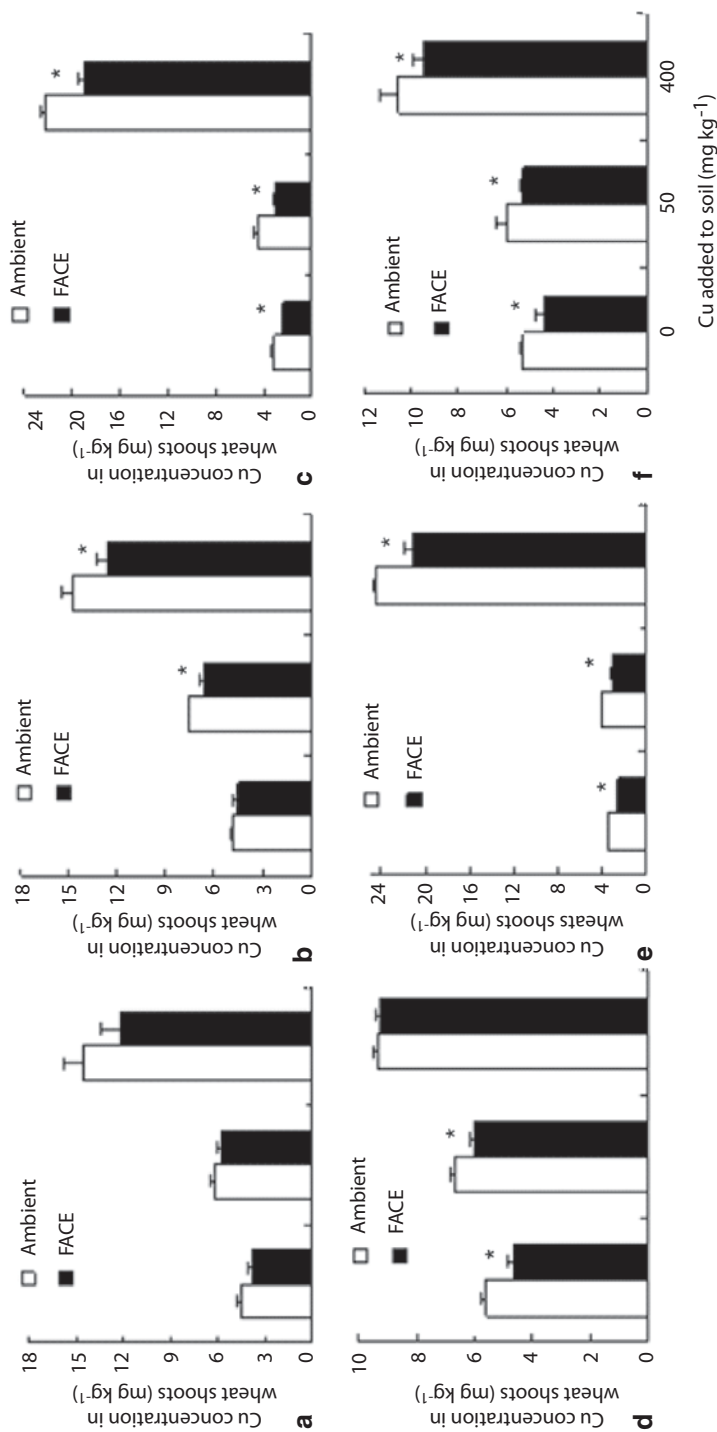 18
15
12
9
6
3
0
Cu concentration in
wheat shoots (mg kg⁻¹)
Ambient
FACE
a
18
15
12
9
6
3
0
Cu concentration in
wheat shoots (mg kg⁻¹)
Ambient
FACE
*
*
b
24
22
20
16
12
8
4
0
Cu concentration in
wheat shoots (mg kg⁻¹)
Ambient
FACE
*
*
*
c
10
8
6
4
2
0
Cu concentration in
wheat shoots (mg kg⁻¹)
Ambient
FACE
*
*
d
24
20
16
12
8
4
0
Cu concentration in
wheats shoots (mg kg⁻¹)
Ambient
FACE
*
*
*
e
12
10
8
6
4
2
0
Cu concentration in
wheat shoots (mg kg⁻¹)
Ambient
FACE
*
*
*
f
0 50 400
Cu added to soil (mg kg⁻¹)